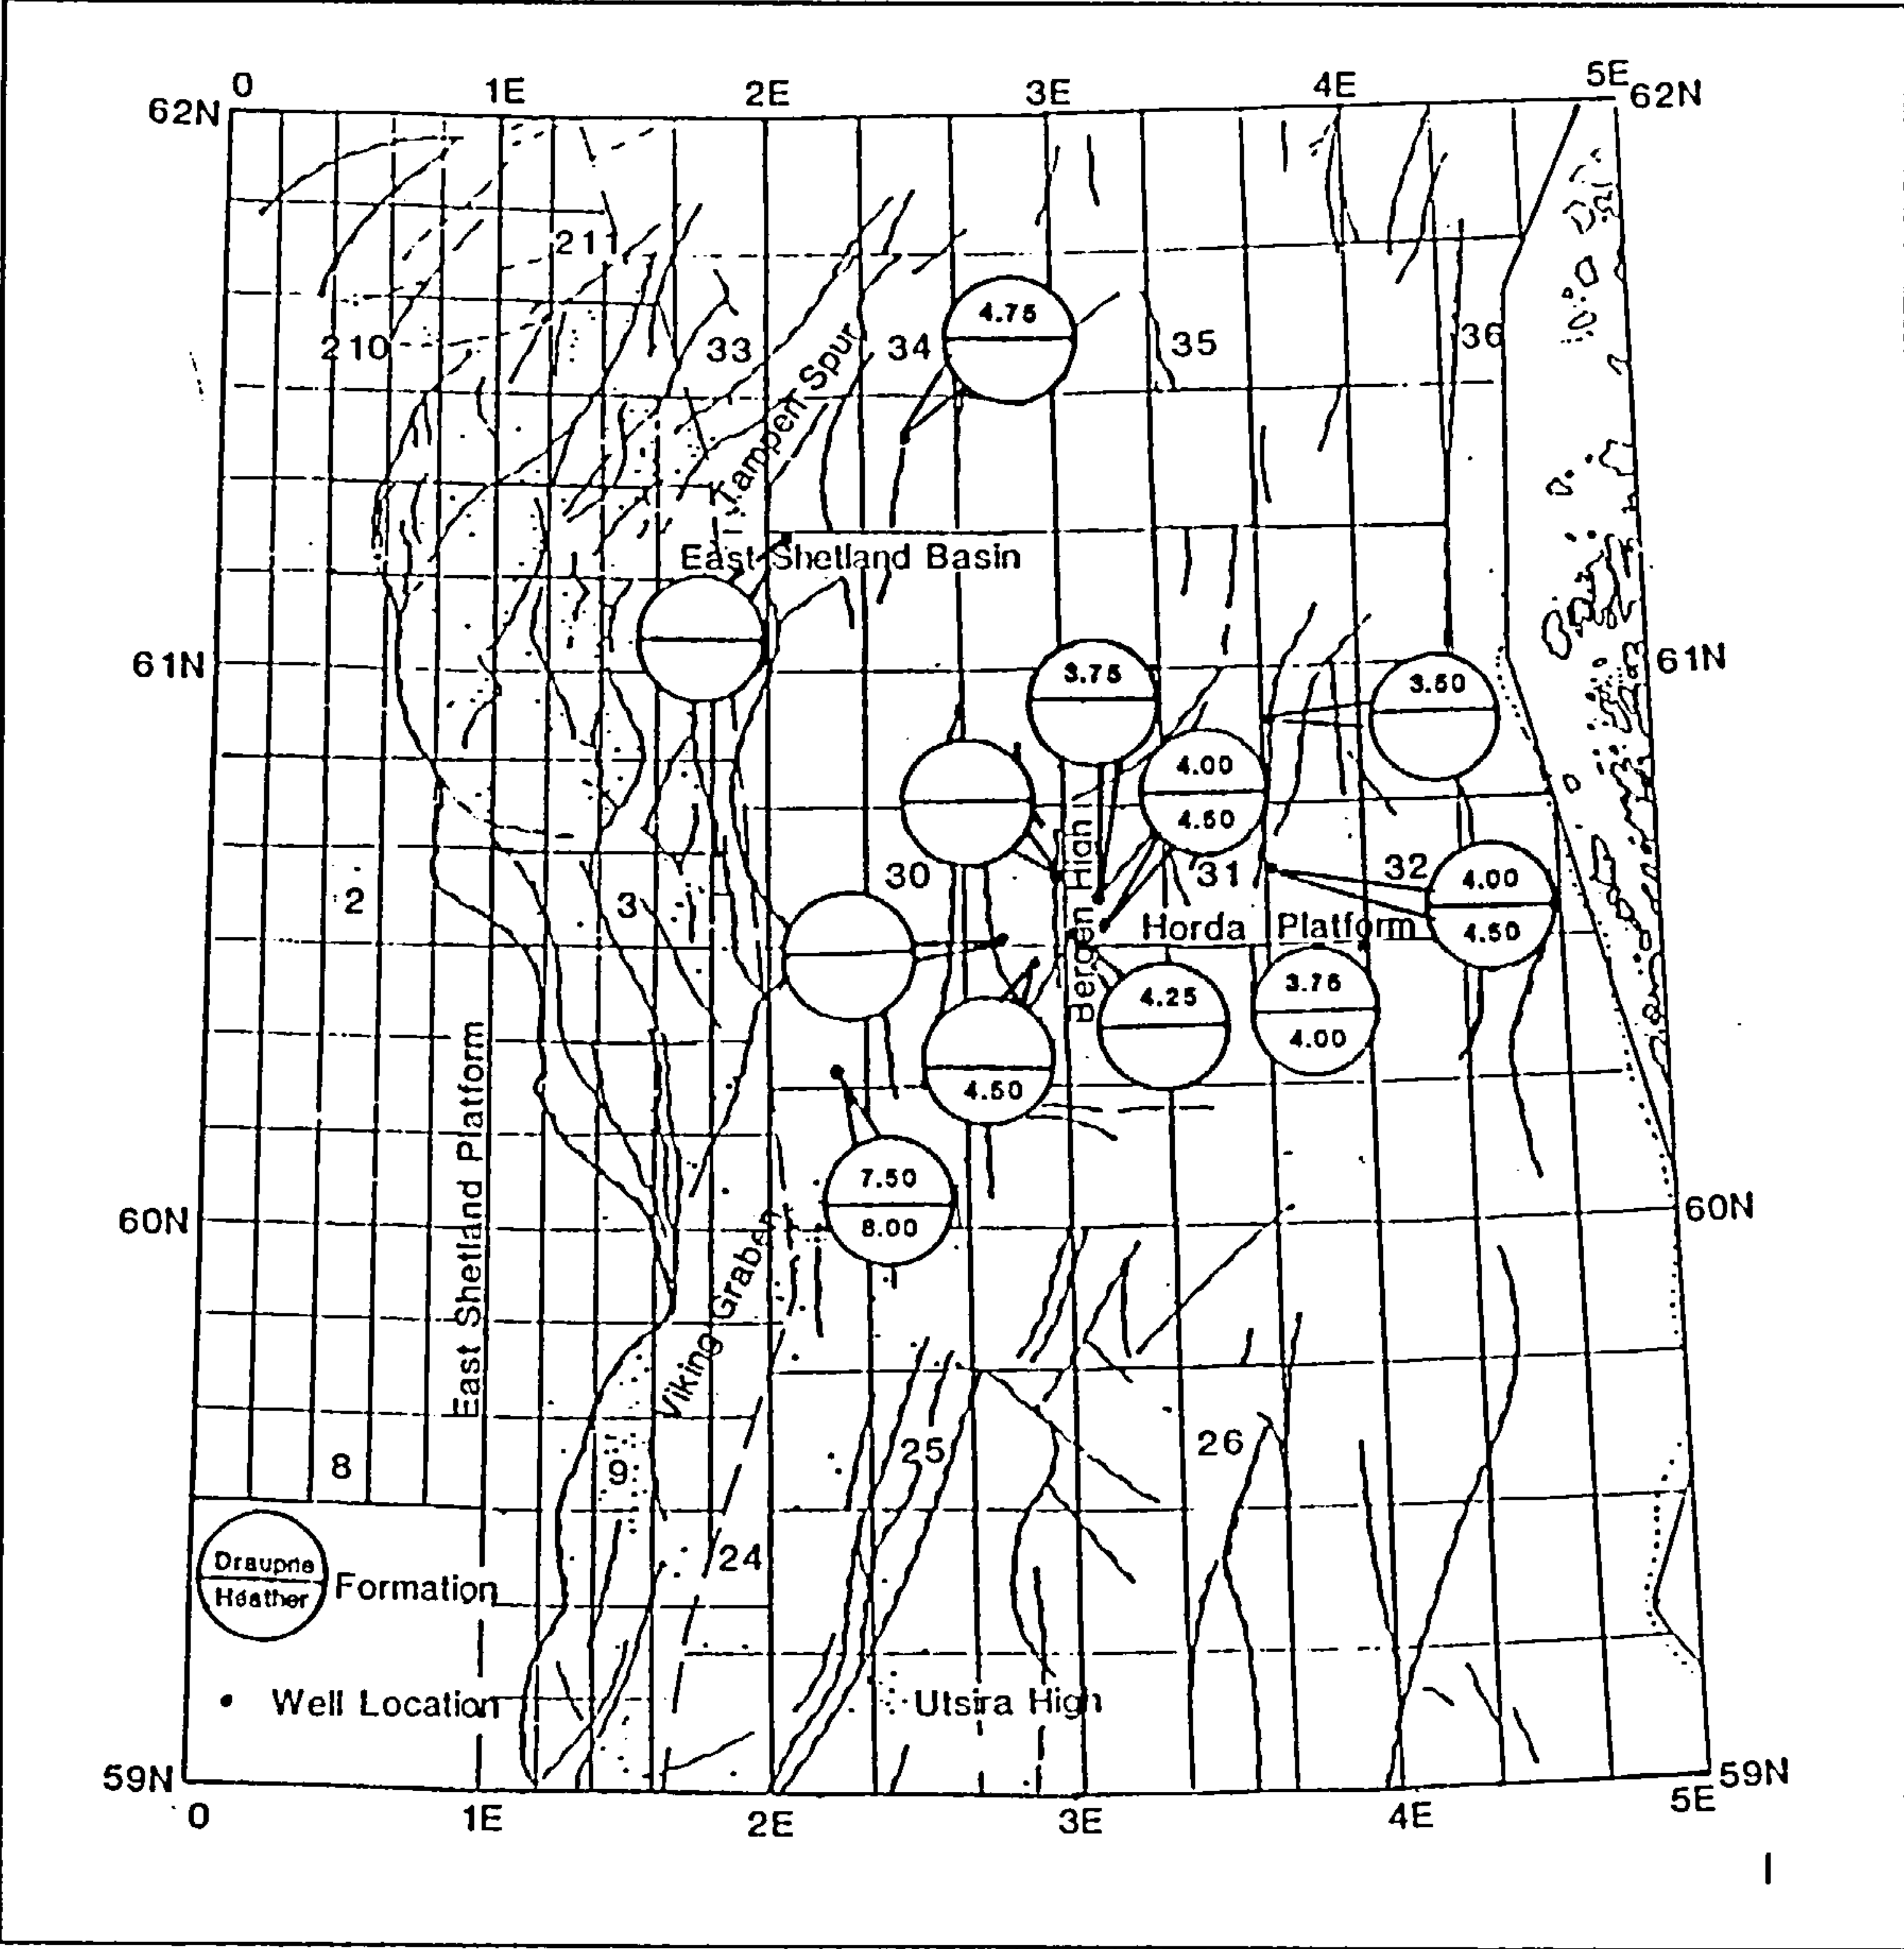 0
1E
2E
3E
4E
5E
62N
62N
211
4.75
210
33
34
35
36
Tampen Spur
East Shetland Basin
61N
61N
3.75
3.50
4.00
4.50
Bergen High
30
31
32
4.00
4.50
2
3
Horda Platform
4.25
3.75
4.00
4.50
East Shetland Platform
7.50
8.00
60N
60N
Viking Graben
25
26
8
9
24
Draupne
Heather
Formation
Well Location
Utsira High
59N
59N
0
1E
2E
3E
4E
5E